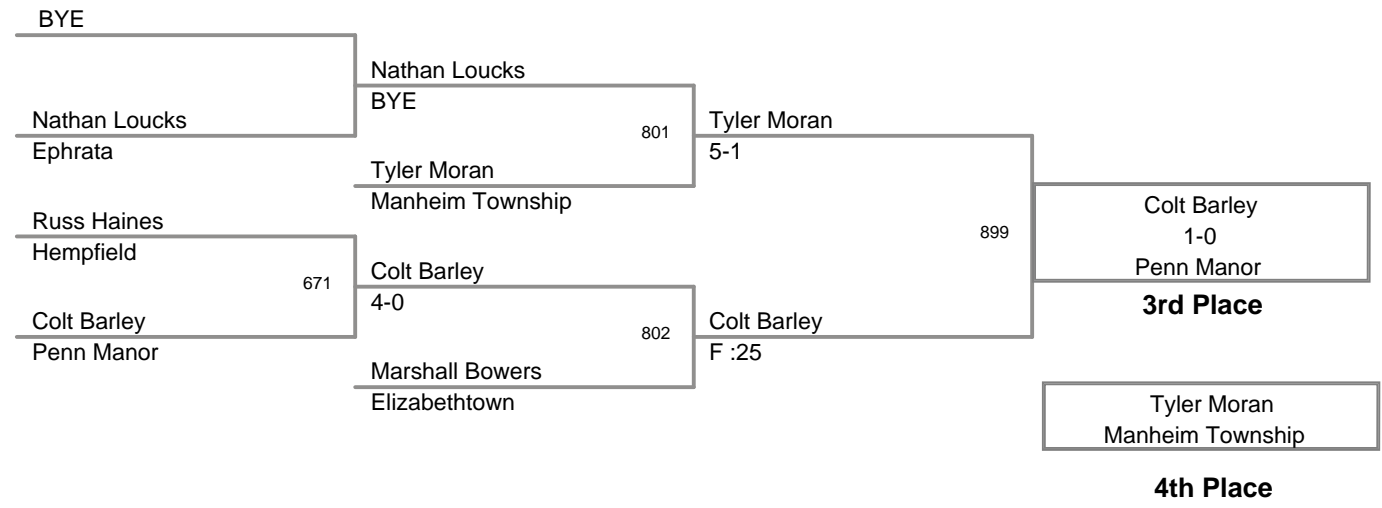 BYE
Nathan Loucks
BYE
Nathan Loucks
Ephrata
801
Tyler Moran
5-1
Tyler Moran
Manheim Township
Russ Haines
Hempfield
671
Colt Barley
4-0
Colt Barley
Penn Manor
802
Colt Barley
F :25
Marshall Bowers
Elizabethtown
899
Colt Barley
1-0
Penn Manor
3rd Place
Tyler Moran
Manheim Township
4th Place